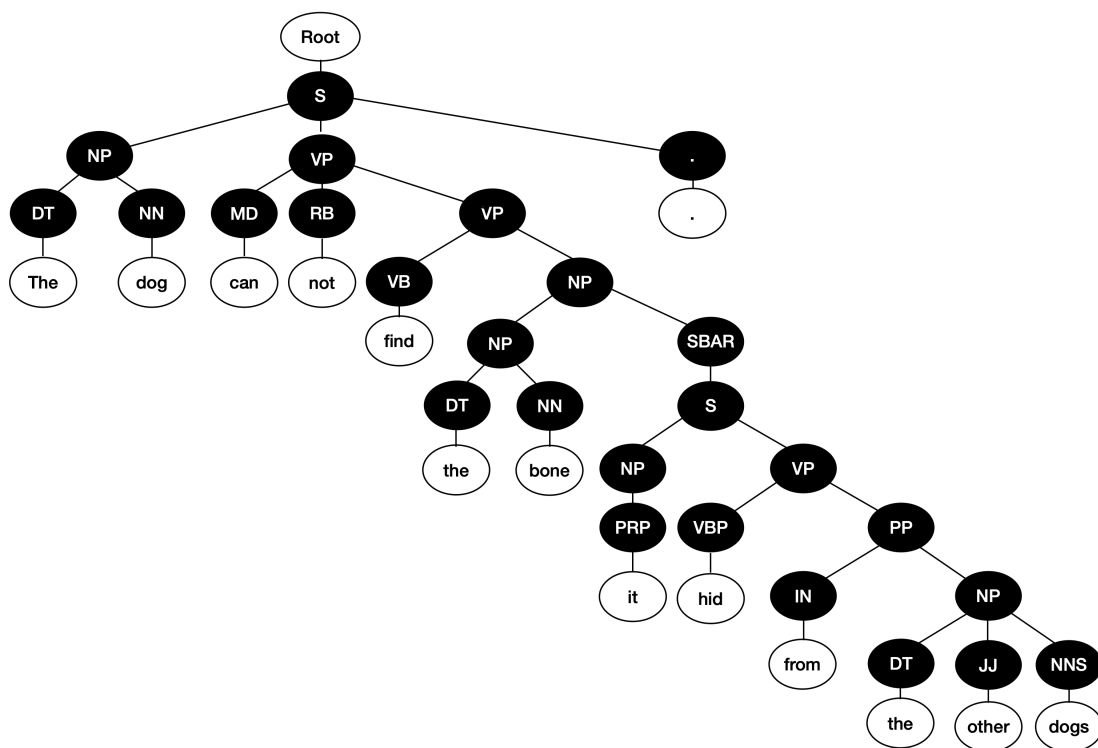 Root
S
NP VP .
DT NN MD RB VP .
The dog can not VB NP
find NP SBAR
DT NN S
the bone NP VP
PRP VBP PP
it hid IN NP
from DT JJ NNS
the other dogs